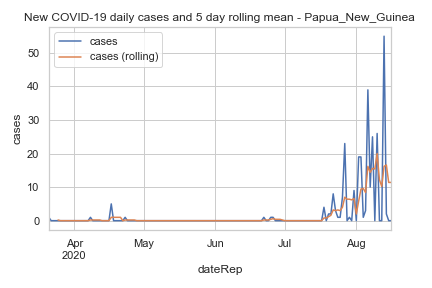 New COVID-19 daily cases and 5 day rolling mean - Papua_New_Guinea
cases
cases (rolling)
50
40
30
20
10
0
cases
Apr
2020
May
Jun
Jul
Aug
dateRep